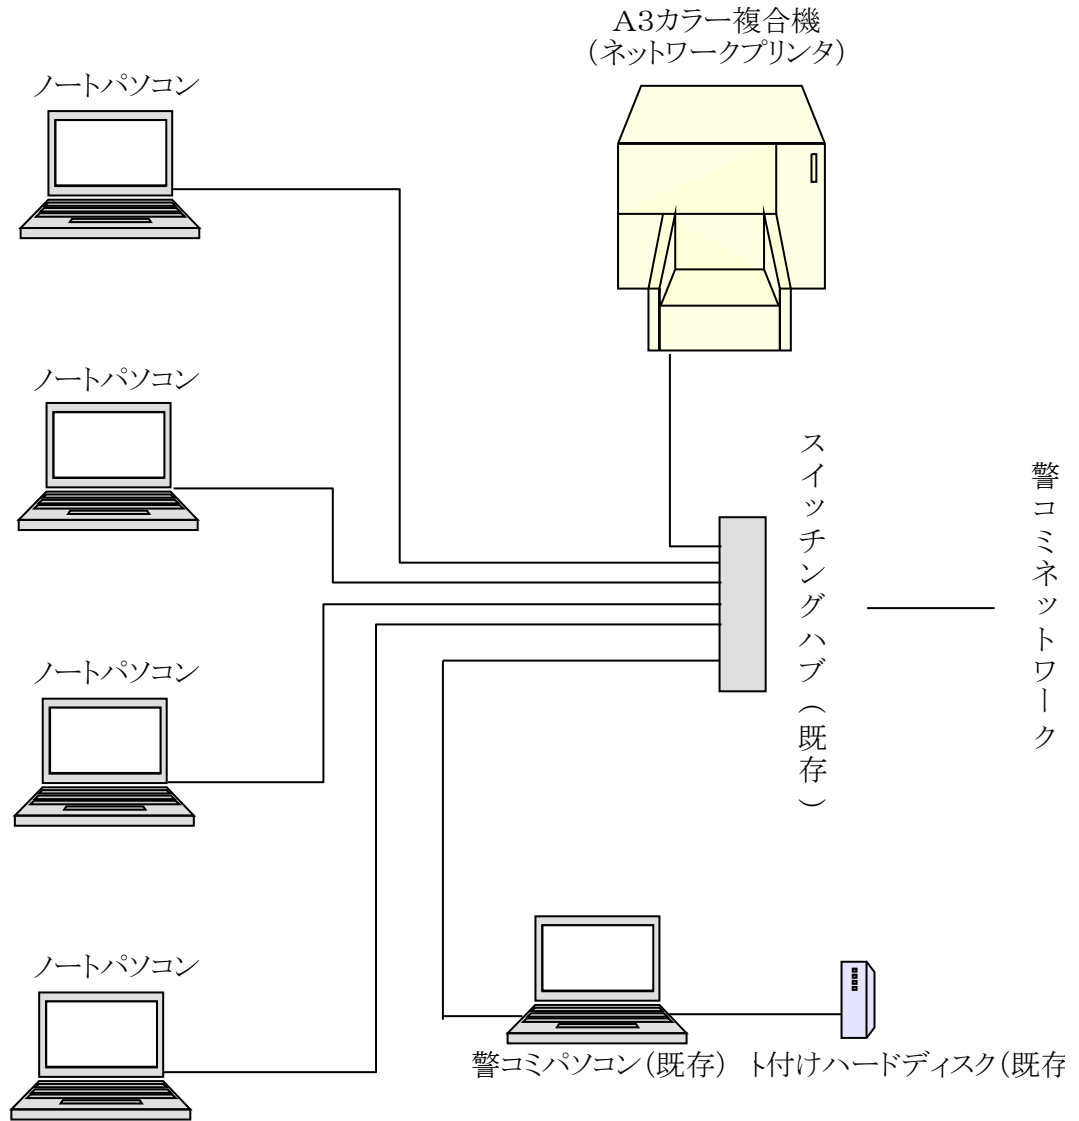 A3カラー複合機
(ネットワークプリンタ)
ノートパソコン
ノートパソコン
スイッチングハブ(既存)
警コミネットワーク
ノートパソコン
ノートパソコン
警コミパソコン(既存)
ト付けハードディスク(既存